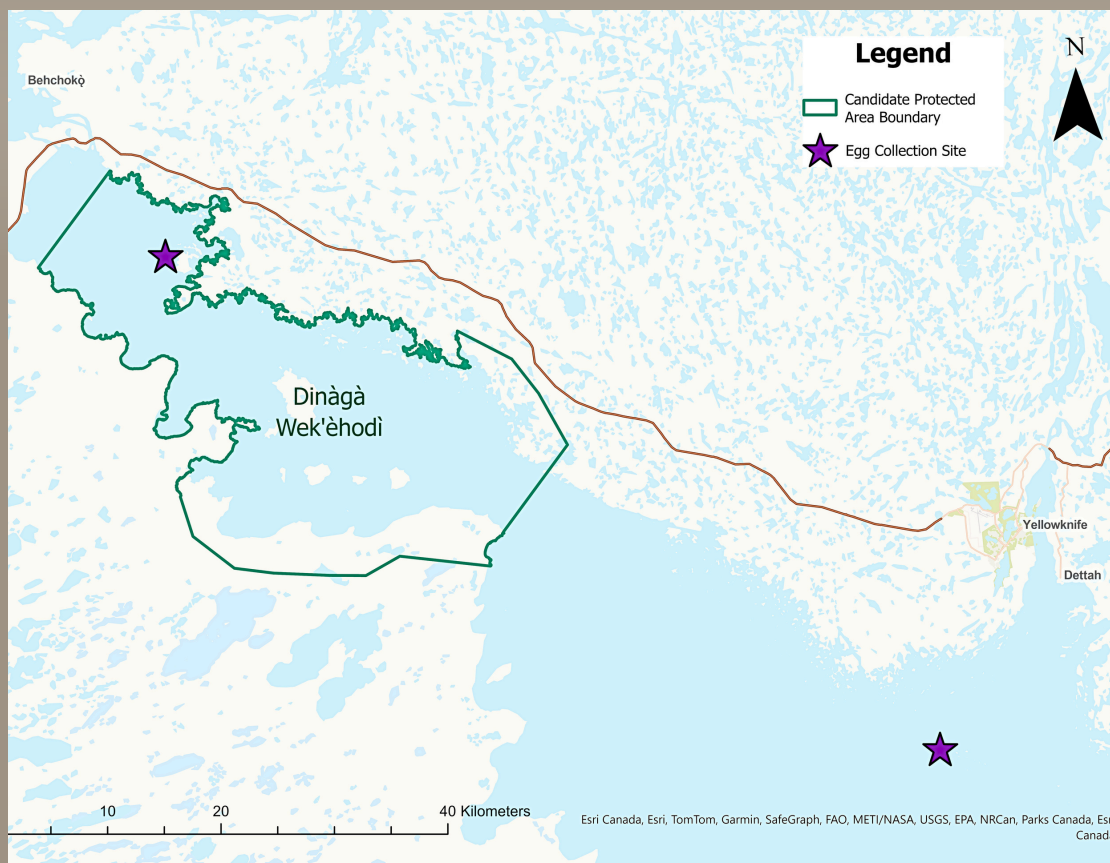 Legend
N
Candidate Protected
Area Boundary
Egg Collection Site
Behchokǫ̀
Dinàgà
Wek'èhodì
Yellowknife
Dettah
10
20
40 Kilometers
Esri Canada, Esri, TomTom, Garmin, SafeGraph, FAO, METI/NASA, USGS, EPA, NRCan, Parks Canada, Esri
Canada